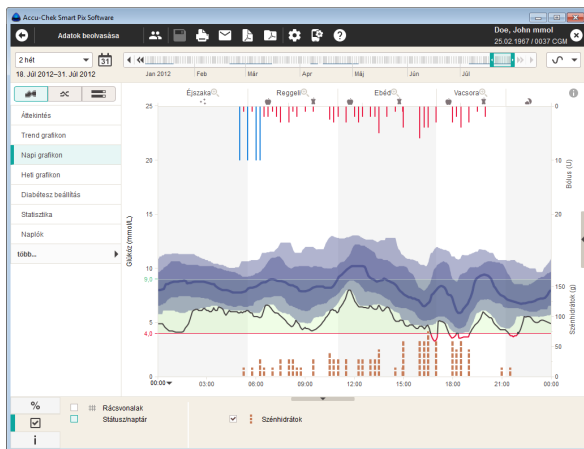 Accu-Chek Smart Pix Software
Adatok beolvasása
Doe, John mmol
25.02.1967 / 0037 CGM
2 hét
31
18. Júl 2012–31. Júl 2012
Jan 2012 Feb Már Ápr Máj Jún Júl
Éjszaka Reggeli Ebéd Vacsora
Áttekintés
Trend grafikon
Napi grafikon
Heti grafikon
Diabétesz beállítás
Statisztika
Naplók
több...
Glükóz (mmol/L)
25
20
15
10
9,0
5
4,0
0
0
10
Bólus (U)
150
100
50
0
Szénhidrátok (g)
00:00 03:00 06:00 09:00 12:00 15:00 18:00 21:00 00:00
%
i
Rácsvonalak
Státusz/naptár
Szénhidrátok